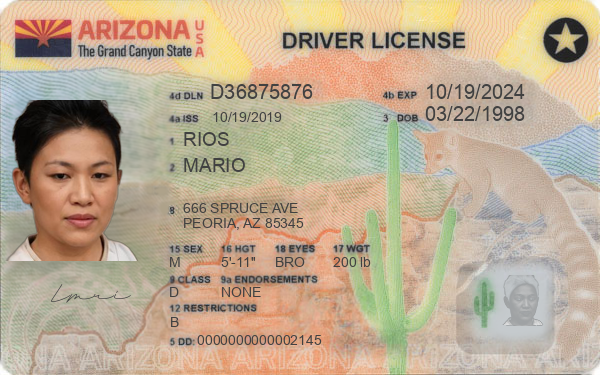 ARIZONA USA
The Grand Canyon State
DRIVER LICENSE
4d DLN D36875876 4b EXP 10/19/2024
4a ISS 10/19/2019 3 DOB 03/22/1998
1 RIOS
2 MARIO
8 666 SPRUCE AVE
PEORIA, AZ 85345
15 SEX 16 HGT 18 EYES 17 WGT
M 5'-11" BRO 200 lb
9 CLASS 9a ENDORSEMENTS
D NONE
12 RESTRICTIONS
B
5 DD: 0000000000002145
ARIZONA ARIZONA ARIZONA ARIZONA